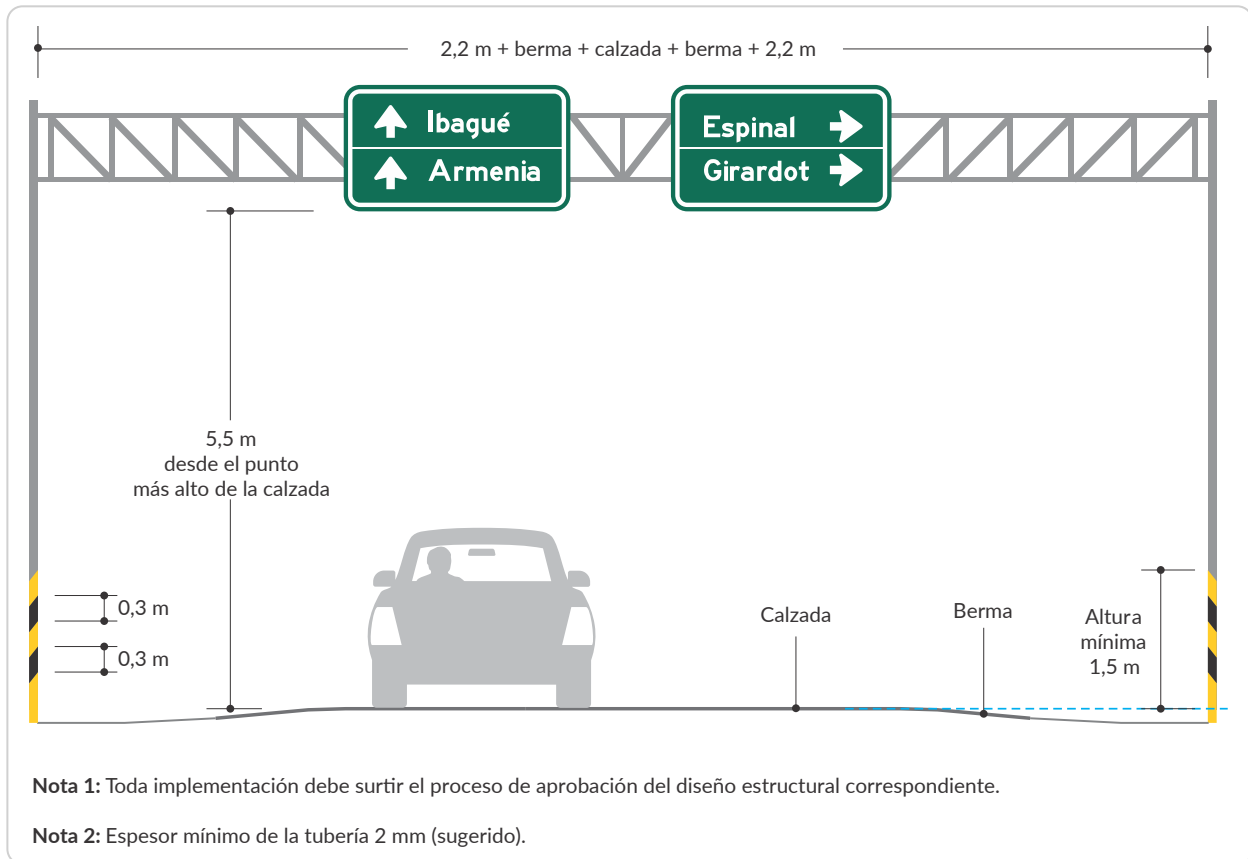 2,2 m + berma + calzada + berma + 2,2 m
Ibagué
Armenia
Espinal
Girardot
5,5 m
desde el punto
más alto de la calzada
0,3 m
0,3 m
Calzada
Berma
Altura
mínima
1,5 m
Nota 1: Toda implementación debe surtir el proceso de aprobación del diseño estructural correspondiente.
Nota 2: Espesor mínimo de la tubería 2 mm (sugerido).